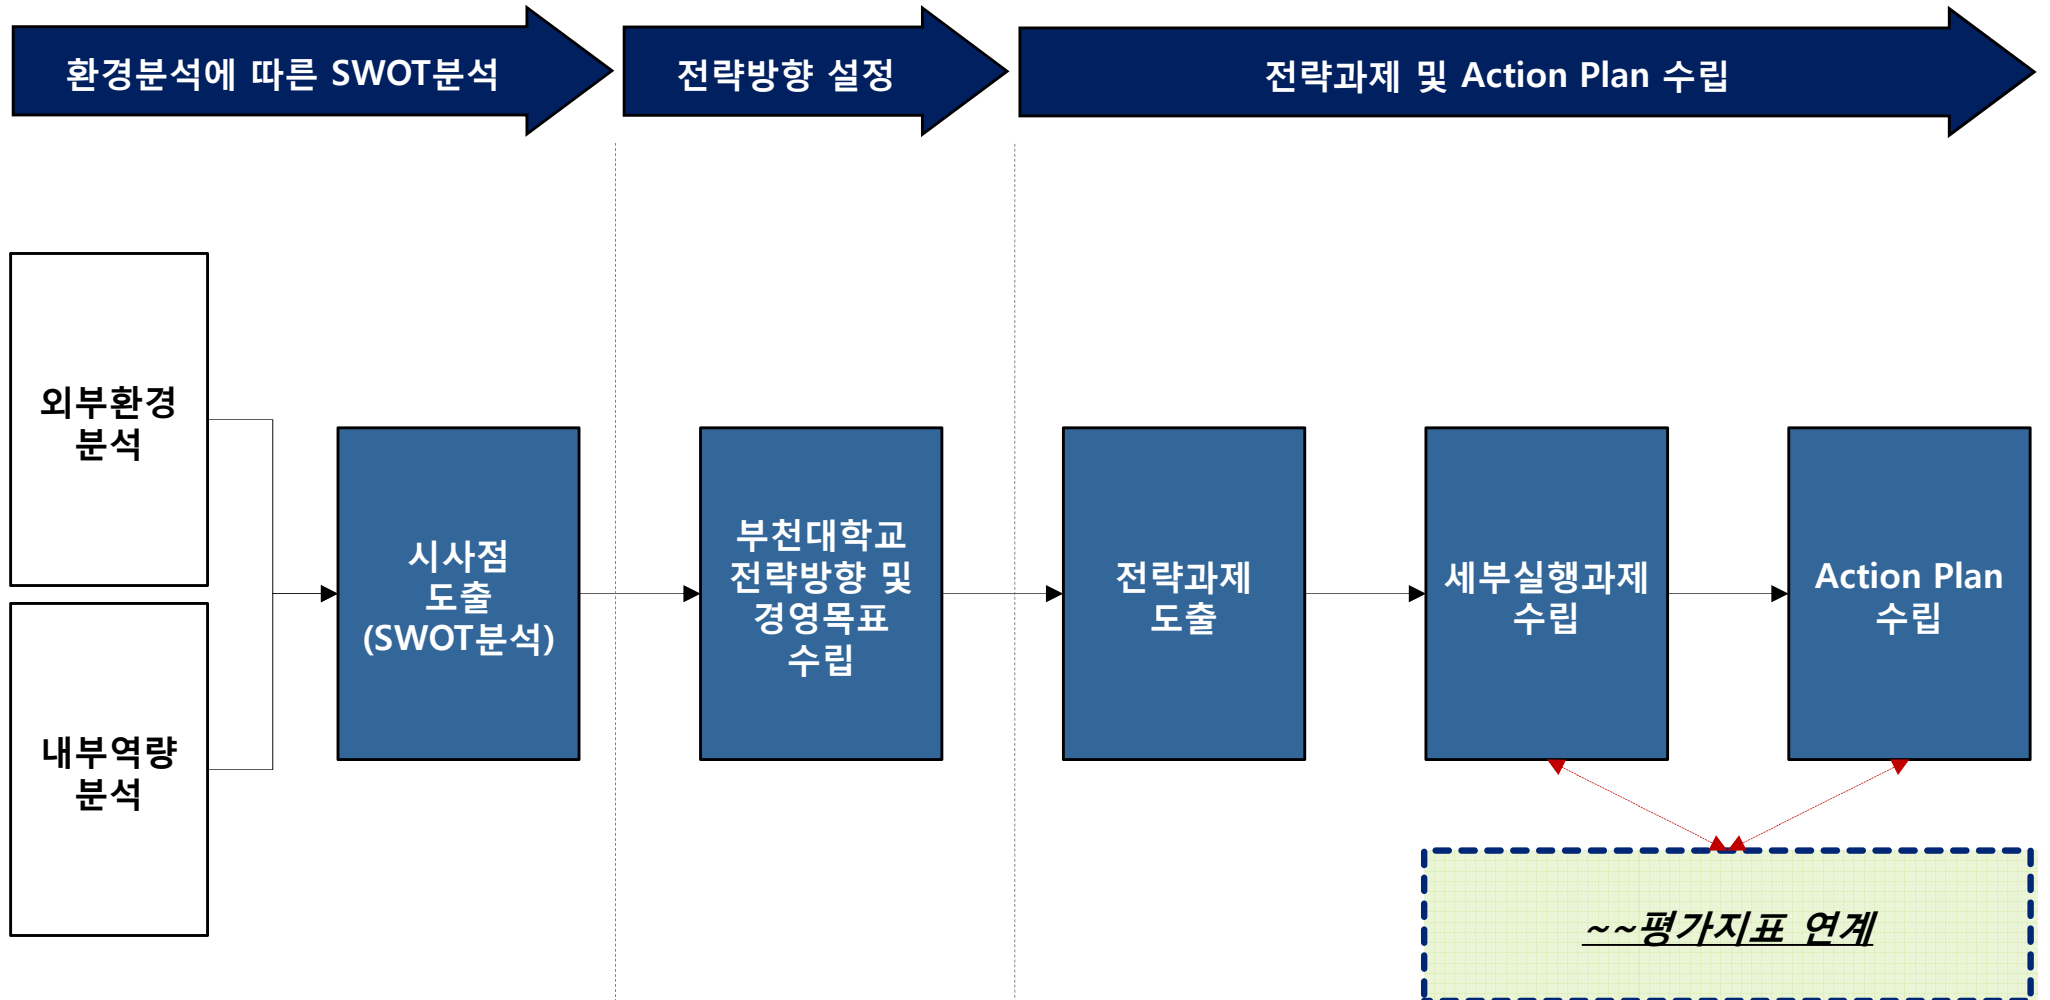 환경분석에 따른 SWOT분석
전략방향 설정
전략과제 및 Action Plan 수립
외부환경
분석
내부역량
분석
시사점
도출
(SWOT분석)
부천대학교
전략방향 및
경영목표
수립
전략과제
도출
세부실행과제
수립
Action Plan
수립
~~평가지표 연계